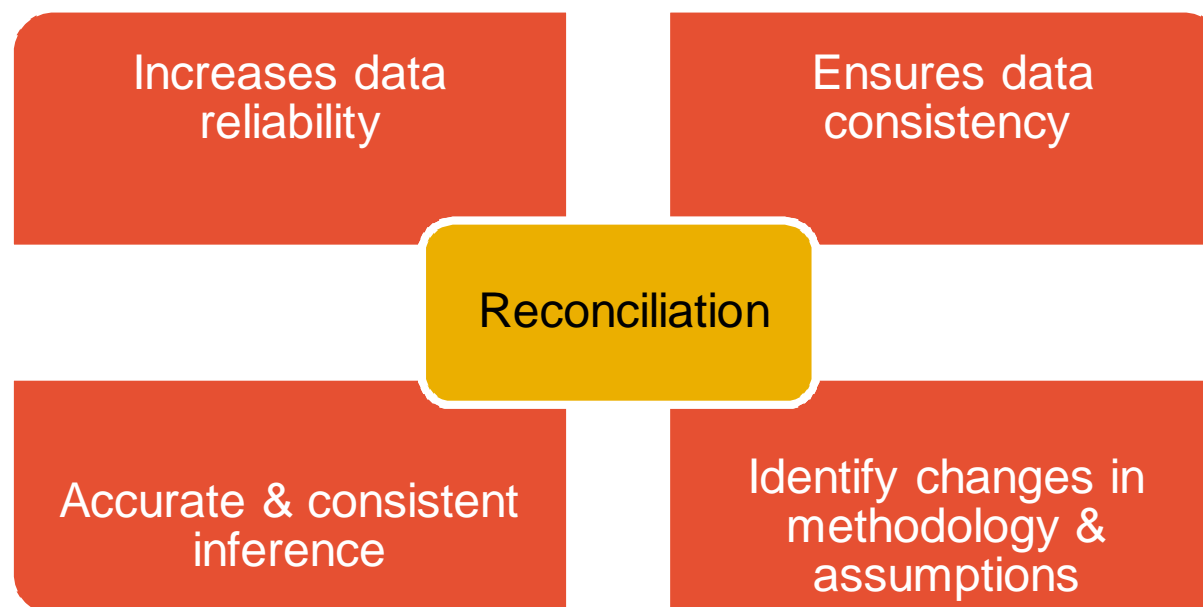 Increases data
reliability
Ensures data
consistency
Reconciliation
Accurate & consistent
inference
Identify changes in
methodology &
assumptions